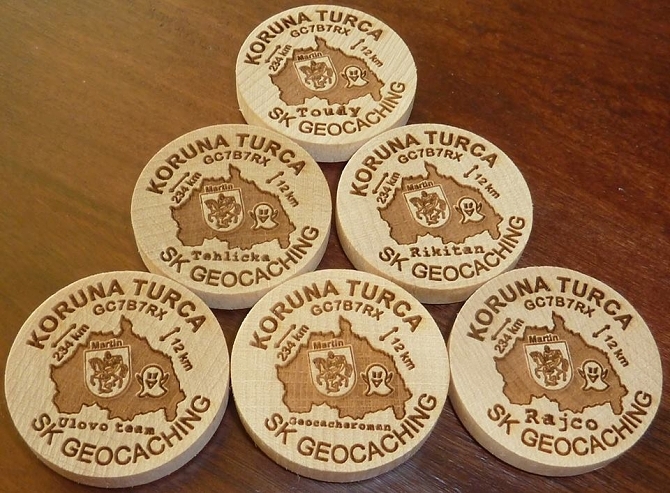 KORUNA TURCA
GC7B7RX
234 km
12 km
Martin
Toudy
SK GEOCACHING
KORUNA TURCA
GC7B7RX
234 km
12 km
Martin
Tehlicka
SK GEOCACHING
KORUNA TURCA
GC7B7RX
234 km
12 km
Martin
Rikitan
SK GEOCACHING
KORUNA TURCA
GC7B7RX
234 km
12 km
Martin
Ulovo team
SK GEOCACHING
KORUNA TURCA
GC7B7RX
234 km
12 km
Martin
Geocacheroman
SK GEOCACHING
KORUNA TURCA
GC7B7RX
234 km
12 km
Martin
Rajco
SK GEOCACHING